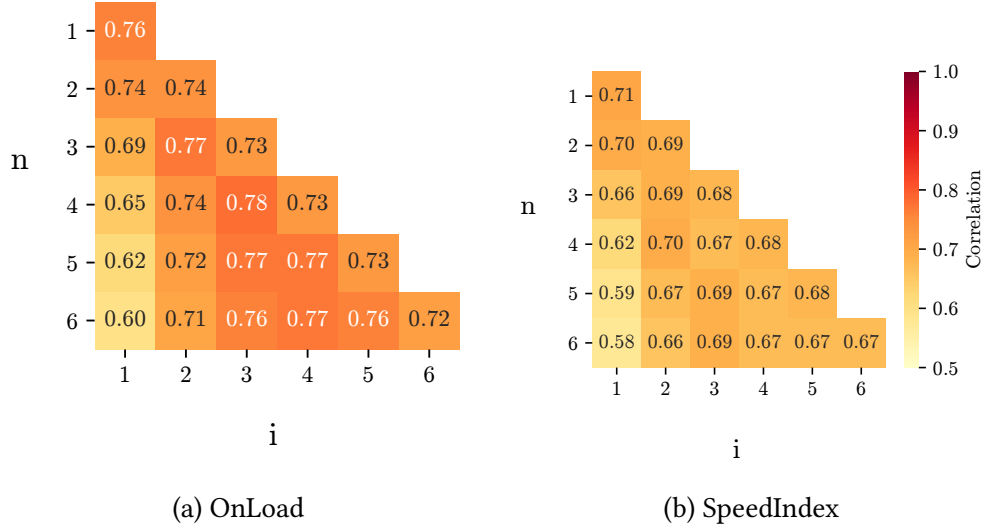 n
1 0.76
2 0.74 0.74
3 0.69 0.77 0.73
4 0.65 0.74 0.78 0.73
5 0.62 0.72 0.77 0.77 0.73
6 0.60 0.71 0.76 0.77 0.76 0.72
1 2 3 4 5 6
i
(a) OnLoad
n
1 0.71
2 0.70 0.69
3 0.66 0.69 0.68
4 0.62 0.70 0.67 0.68
5 0.59 0.67 0.69 0.67 0.68
6 0.58 0.66 0.69 0.67 0.67 0.67
1 2 3 4 5 6
i
(b) SpeedIndex
1.0
0.9
0.8
0.7
0.6
0.5
Correlation